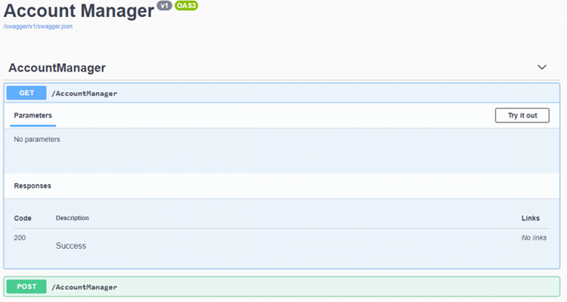 Account Manager v1 OAS3
/swagger/v1/swagger.json
AccountManager
GET /AccountManager
Parameters Try it out
No parameters
Responses
Code Description Links
200 Success No links
POST /AccountManager